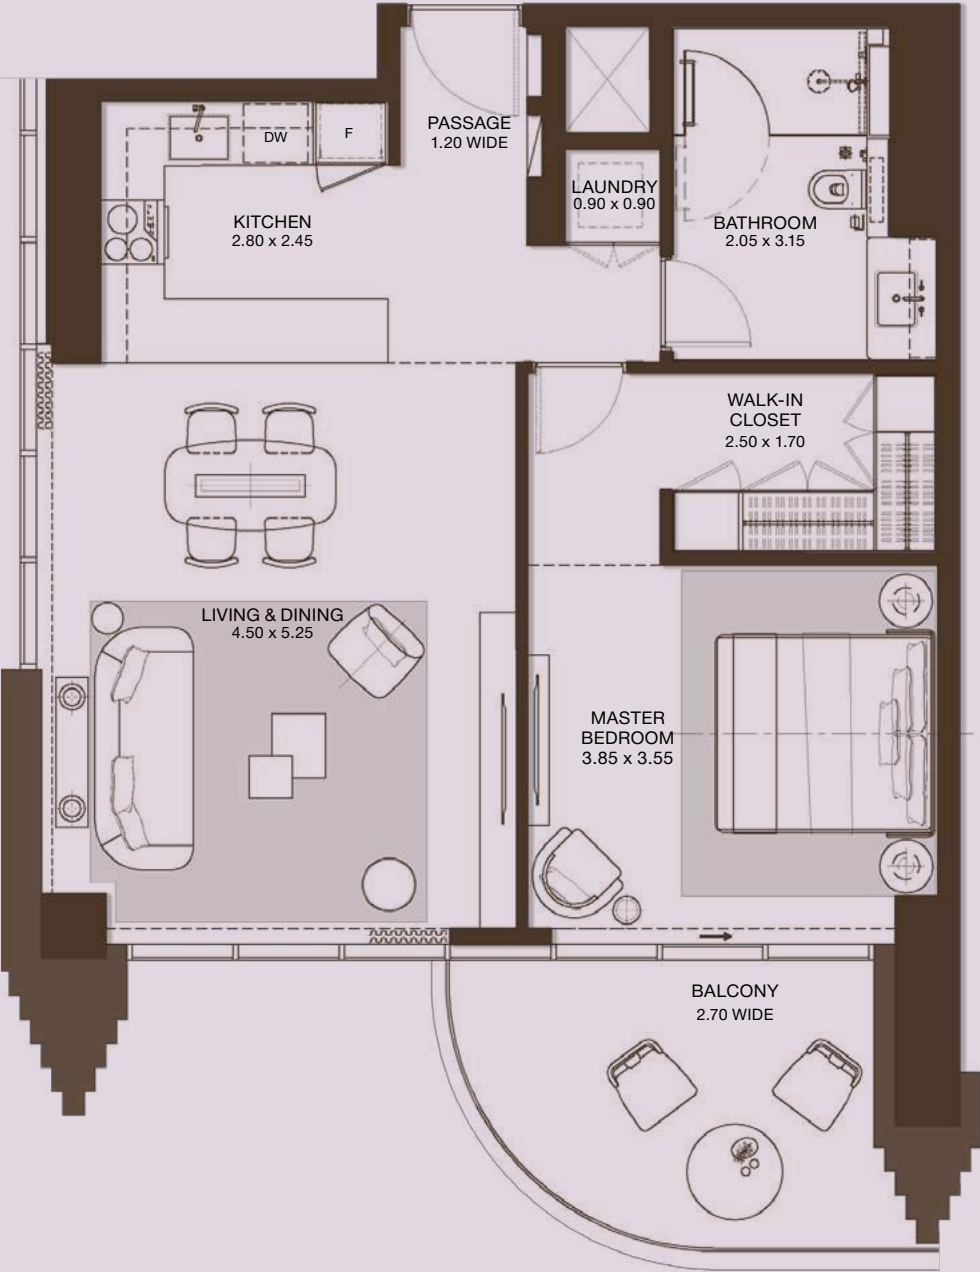 PASSAGE
1.20 WIDE
DW
F
LAUNDRY
0.90 x 0.90
KITCHEN
2.80 x 2.45
BATHROOM
2.05 x 3.15
WALK-IN
CLOSET
2.50 x 1.70
LIVING & DINING
4.50 x 5.25
MASTER
BEDROOM
3.85 x 3.55
BALCONY
2.70 WIDE